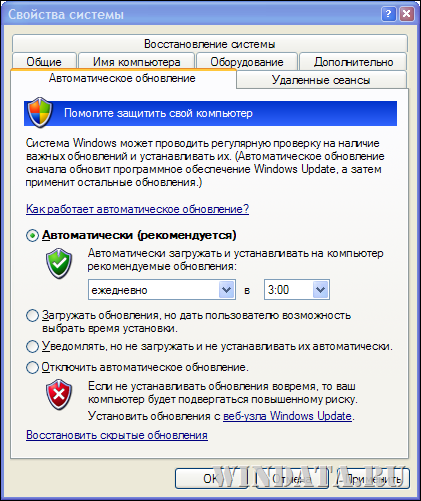 Свойства системы
Восстановление системы
Общие Имя компьютера Оборудование Дополнительно
Автоматическое обновление Удаленные сеансы
Помогите защитить свой компьютер
Система Windows может проводить регулярную проверку на наличие
важных обновлений и устанавливать их. (Автоматическое обновление
сначала обновит программное обеспечение Windows Update, а затем
применит остальные обновления.)
Как работает автоматическое обновление?
Автоматически (рекомендуется)
Автоматически загружать и устанавливать на компьютер
рекомендуемые обновления:
ежедневно в 3:00
Загружать обновления, но дать пользователю возможность
выбрать время установки.
Уведомлять, но не загружать и не устанавливать их автоматически.
Отключить автоматическое обновление.
Если не устанавливать обновления вовремя, то ваш
компьютер будет подвергаться повышенному риску.
Установить обновления с веб-узла Windows Update.
Восстановить скрытые обновления
OK Отмена Применить
WINDATA.RU